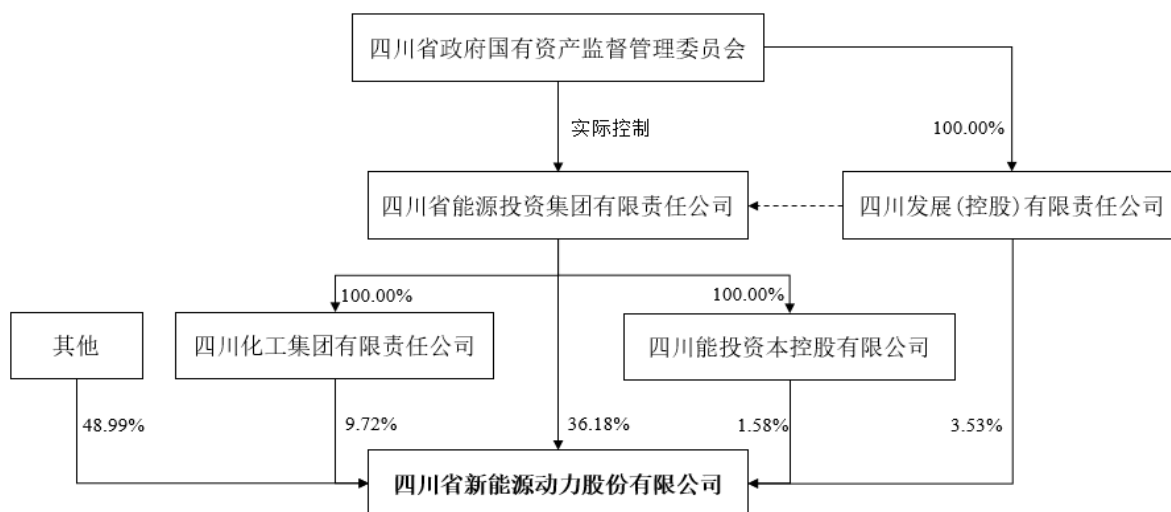 四川省政府国有资产监督管理委员会
实际控制
100.00%
四川省能源投资集团有限责任公司
四川发展(控股)有限责任公司
100.00%
100.00%
其他
四川化工集团有限责任公司
四川能投资本控股有限公司
48.99%
9.72%
36.18%
1.58%
3.53%
四川省新能源动力股份有限公司